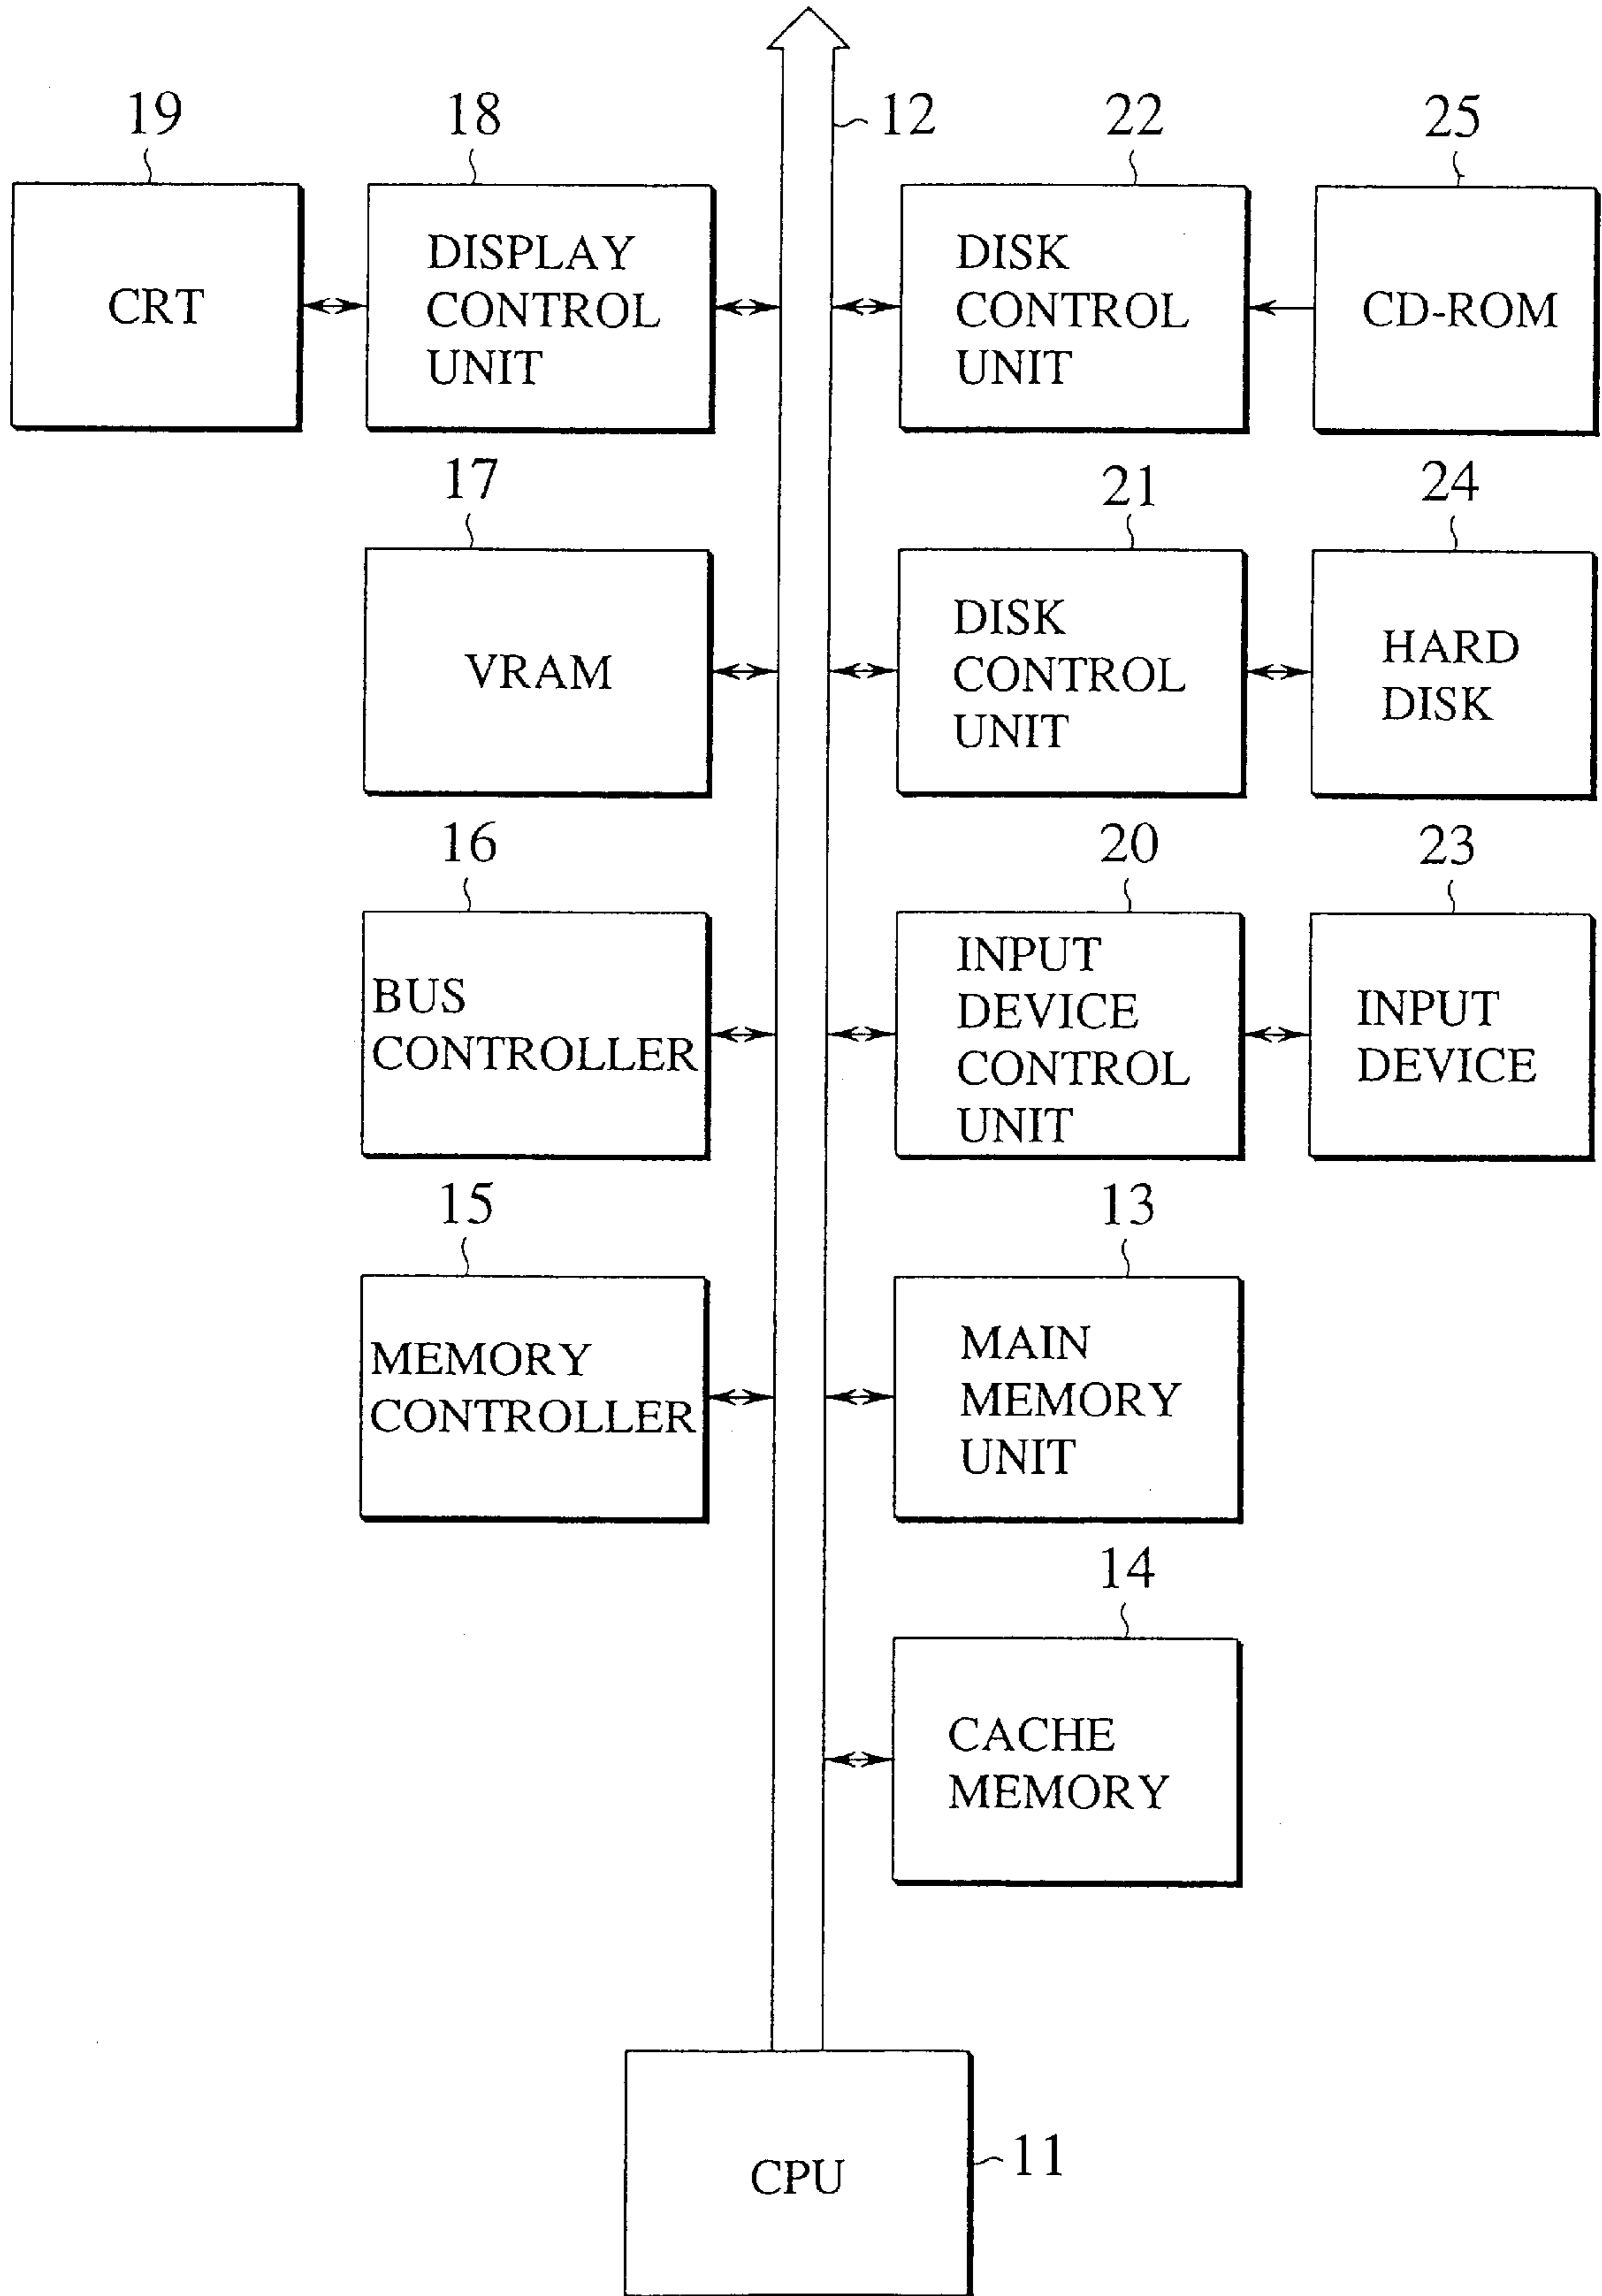 19
18
12
22
25
CRT
DISPLAY
CONTROL
UNIT
DISK
CONTROL
UNIT
CD-ROM
17
21
24
VRAM
DISK
CONTROL
UNIT
HARD
DISK
16
20
23
BUS
CONTROLLER
INPUT
DEVICE
CONTROL
UNIT
INPUT
DEVICE
15
13
MEMORY
CONTROLLER
MAIN
MEMORY
UNIT
14
CACHE
MEMORY
CPU
11